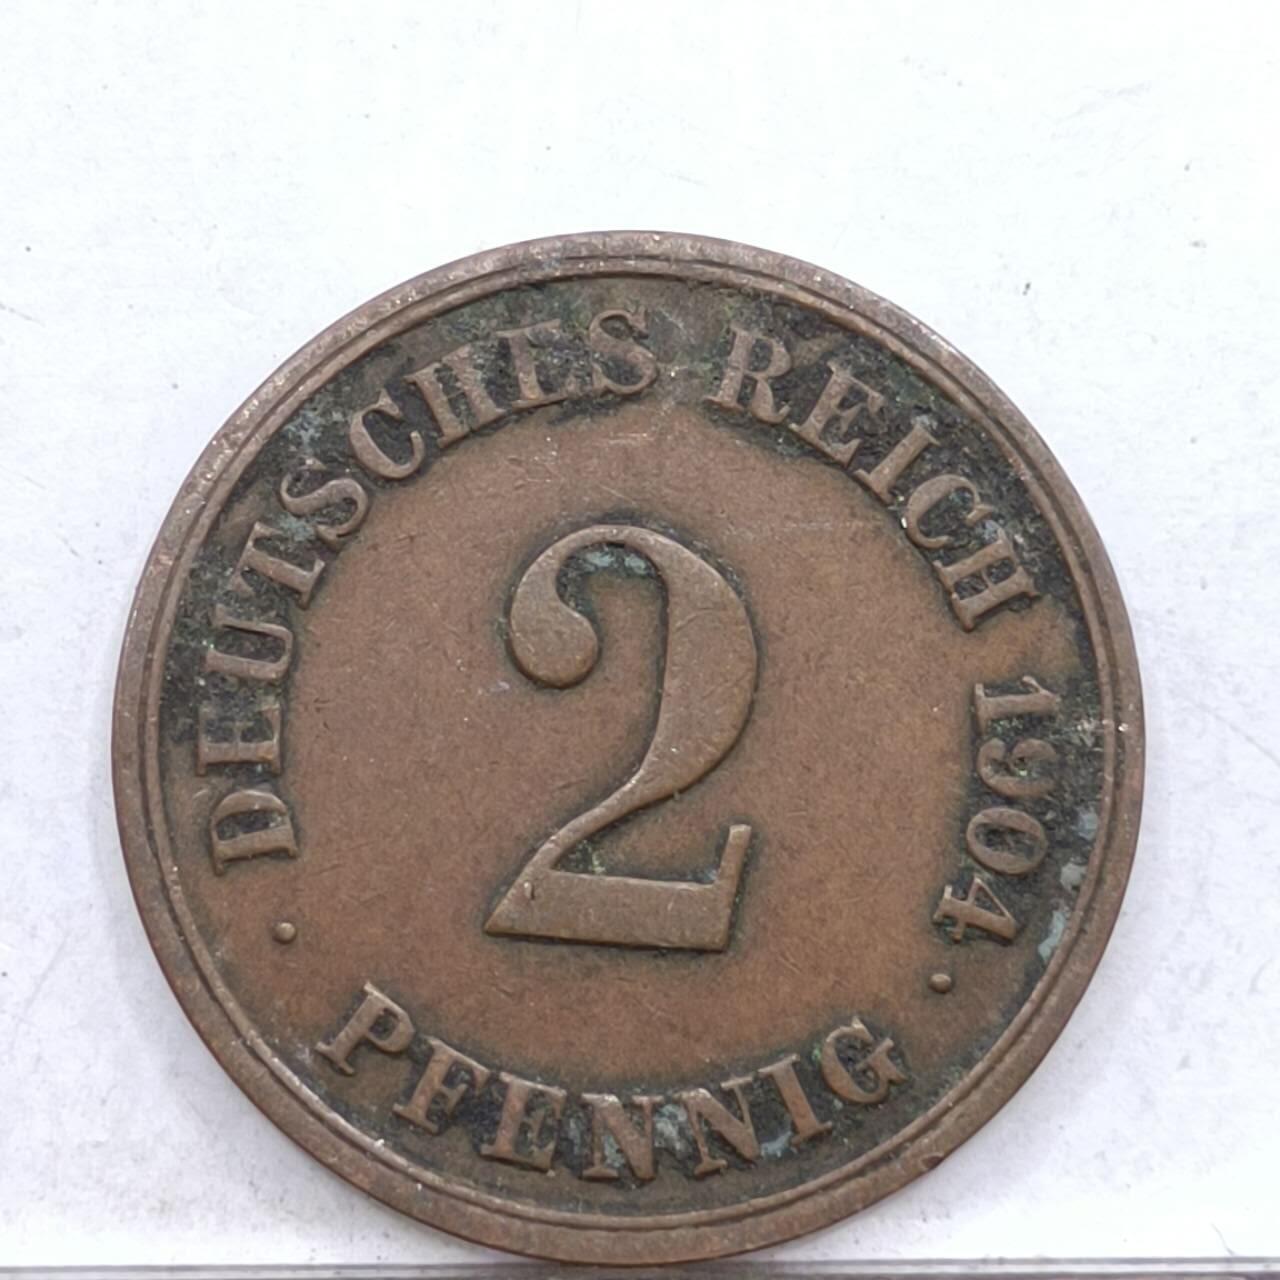 DEUTSCHES REICH 1904
2
· PFENNIG ·